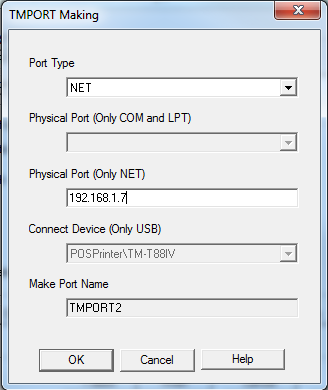 TMPORT Making
Port Type
NET
Physical Port (Only COM and LPT)
Physical Port (Only NET)
192.168.1.7
Connect Device (Only USB)
POSPrinter\TM-T88IV
Make Port Name
TMPORT2
OK
Cancel
Help